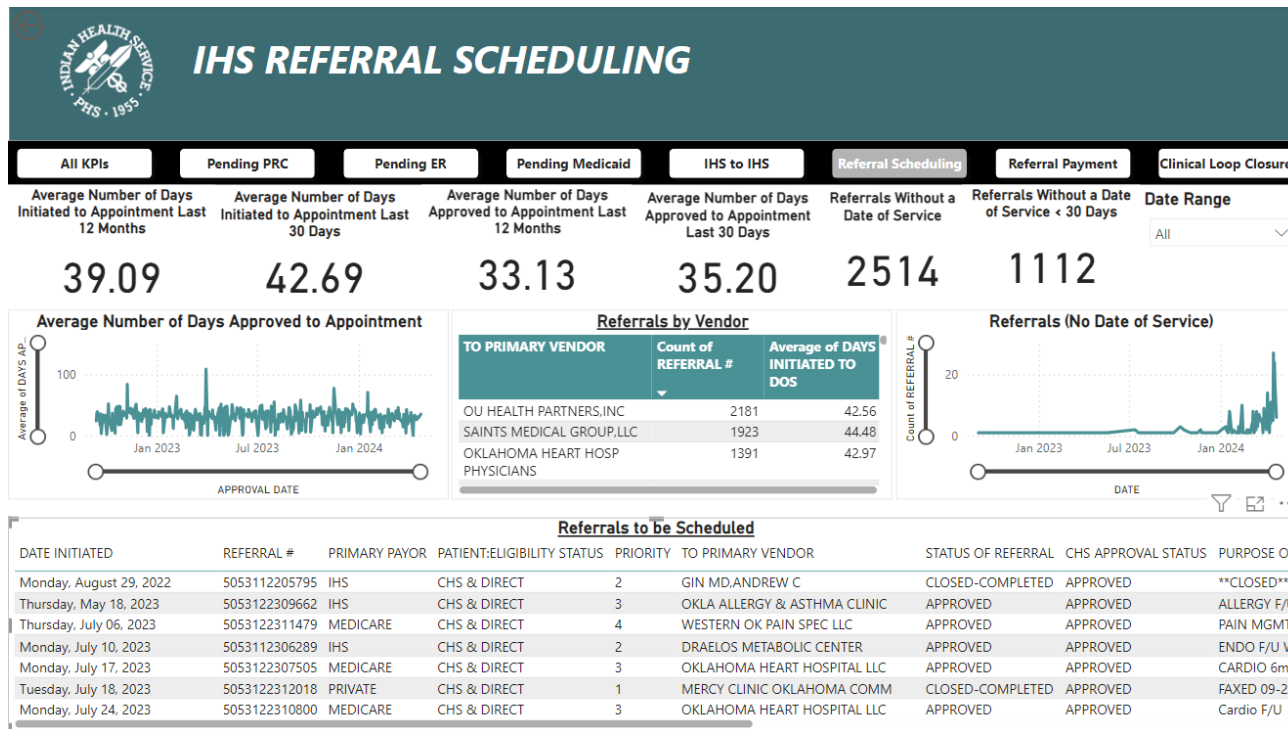 INDIAN HEALTH SERVICE
PHS · 1955
IHS REFERRAL SCHEDULING
All KPIs
Pending PRC
Pending ER
Pending Medicaid
IHS to IHS
Referral Scheduling
Referral Payment
Clinical Loop Closure
Average Number of Days
Initiated to Appointment Last
12 Months
39.09
Average Number of Days
Initiated to Appointment Last
30 Days
42.69
Average Number of Days
Approved to Appointment Last
12 Months
33.13
Average Number of Days
Approved to Appointment
Last 30 Days
35.20
Referrals Without a
Date of Service
2514
Referrals Without a Date
of Service < 30 Days
1112
Date Range
All
Average Number of Days Approved to Appointment
Average of DAYS AP...
100
0
Jan 2023 Jul 2023 Jan 2024
APPROVAL DATE
Referrals by Vendor
TO PRIMARY VENDOR Count of REFERRAL # Average of DAYS INITIATED TO DOS
OU HEALTH PARTNERS,INC 2181 42.56
SAINTS MEDICAL GROUP,LLC 1923 44.48
OKLAHOMA HEART HOSP PHYSICIANS 1391 42.97
Referrals (No Date of Service)
Count of REFERRAL #
20
0
Jan 2023 Jul 2023 Jan 2024
DATE
Referrals to be Scheduled
DATE INITIATED REFERRAL # PRIMARY PAYOR PATIENT:ELIGIBILITY STATUS PRIORITY TO PRIMARY VENDOR STATUS OF REFERRAL CHS APPROVAL STATUS PURPOSE O
Monday, August 29, 2022 5053112205795 IHS CHS & DIRECT 2 GIN MD,ANDREW C CLOSED-COMPLETED APPROVED **CLOSED**
Thursday, May 18, 2023 5053122309662 IHS CHS & DIRECT 3 OKLA ALLERGY & ASTHMA CLINIC APPROVED APPROVED ALLERGY F/
Thursday, July 06, 2023 5053122311479 MEDICARE CHS & DIRECT 4 WESTERN OK PAIN SPEC LLC APPROVED APPROVED PAIN MGMT
Monday, July 10, 2023 5053112306289 IHS CHS & DIRECT 2 DRAELOS METABOLIC CENTER APPROVED APPROVED ENDO F/U
Monday, July 17, 2023 5053122307505 MEDICARE CHS & DIRECT 3 OKLAHOMA HEART HOSPITAL LLC APPROVED APPROVED CARDIO 6m
Tuesday, July 18, 2023 5053122312018 PRIVATE CHS & DIRECT 1 MERCY CLINIC OKLAHOMA COMM CLOSED-COMPLETED APPROVED FAXED 09-2
Monday, July 24, 2023 5053122310800 MEDICARE CHS & DIRECT 3 OKLAHOMA HEART HOSPITAL LLC APPROVED APPROVED Cardio F/U